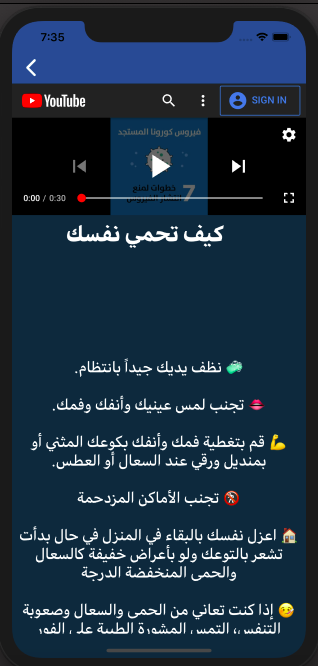 7:35
YouTube
SIGN IN
فيروس كورونا المستجد
7 خطوات لمنع
انتشار الفيروس
0:00 / 0:30
كيف تحمي نفسك
🧼 نظف يديك جيداً بانتظام.
👄 تجنب لمس عينيك وأنفك وفمك.
💪 قم بتغطية فمك وأنفك بكوعك المثني أو
بمنديل ورقي عند السعال أو العطس.
🚷 تجنب الأماكن المزدحمة
🏠 اعزل نفسك بالبقاء في المنزل في حال بدأت
تشعر بالتوعك ولو بأعراض خفيفة كالسعال
والحمى المنخفضة الدرجة
🤒 إذا كنت تعاني من الحمى والسعال وصعوبة
التنفس، التمس المشورة الطبية على الفور